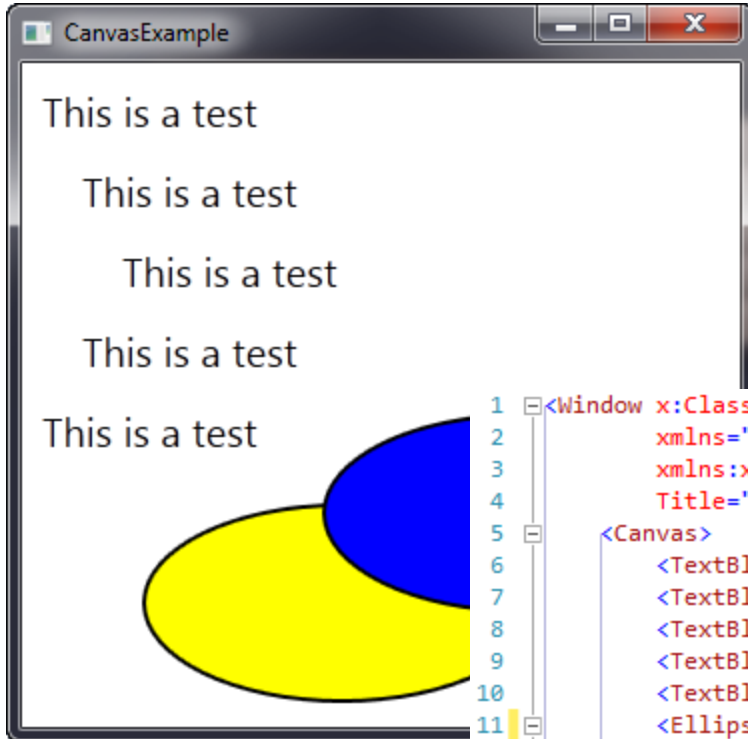 CanvasExample
This is a test
This is a test
This is a test
This is a test
This is a test
1 <Window x:Class
2 xmlns="
3 xmlns:x
4 Title="
5 <Canvas>
6 <TextBl
7 <TextBl
8 <TextBl
9 <TextBl
10 <TextBl
11 <Ellips